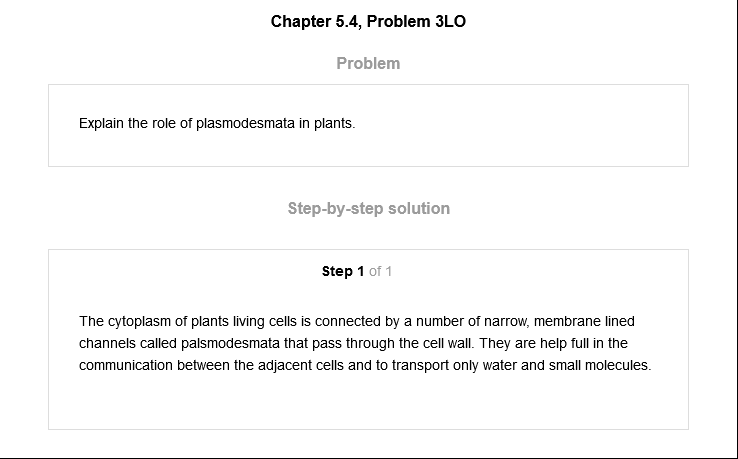 Chapter 5.4, Problem 3LO
Problem
Explain the role of plasmodesmata in plants.
Step-by-step solution
Step 1 of 1
The cytoplasm of plants living cells is connected by a number of narrow, membrane lined
channels called palsmodesmata that pass through the cell wall. They are help full in the
communication between the adjacent cells and to transport only water and small molecules.